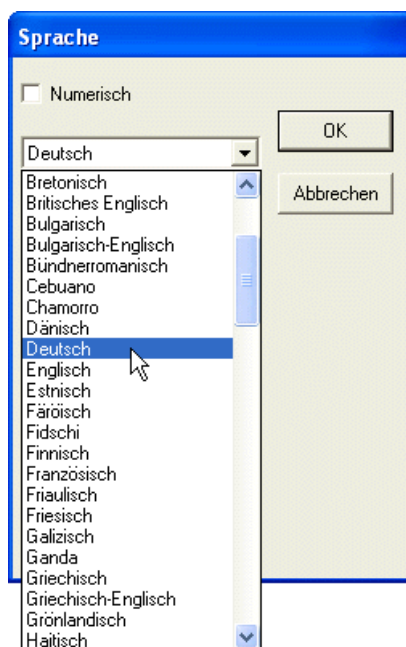 Sprache
Numerisch
OK
Deutsch
Abbrechen
Bretonisch
Britisches Englisch
Bulgarisch
Bulgarisch-Englisch
Bündnerromanisch
Cebuano
Chamorro
Dänisch
Deutsch
Englisch
Estnisch
Färöisch
Fidschi
Finnisch
Französisch
Friaulisch
Friesisch
Galizisch
Ganda
Griechisch
Griechisch-Englisch
Grönländisch
Haitisch